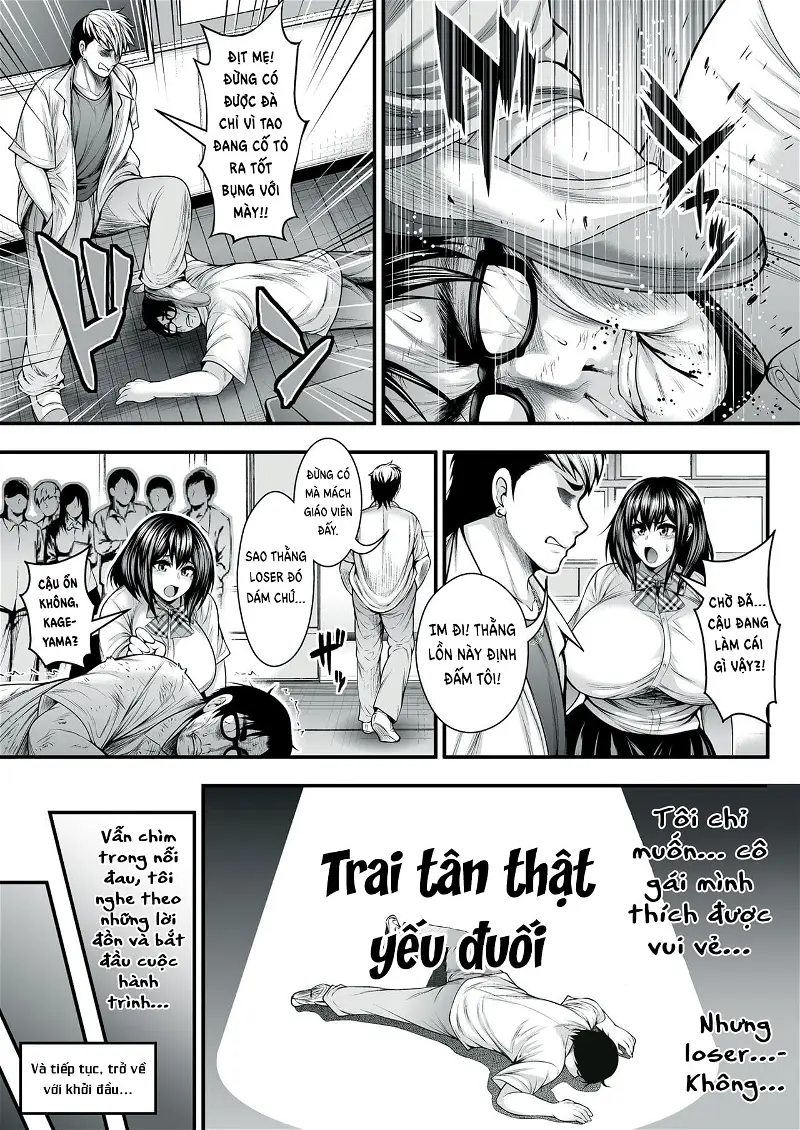 ĐỊT MẸ!
ĐỪNG CÓ
ĐƯỢC ĐÀ
CHỈ VÌ TAO
ĐANG CỐ TỎ
RA TỐT
BỤNG VỚI
MÀY!!
ド
ド
CHỜ ĐÃ...
CẬU ĐANG
LÀM CÁI
GÌ VẬY?!
IM ĐI! THẰNG
LỒN NÀY ĐỊNH
ĐẤM TÔI!
ĐỪNG CÓ
MÀ MÁCH
GIÁO VIÊN
ĐẤY.
SAO THẰNG
LOSER ĐÓ
DÁM CHỨ...
CẬU ỔN
KHÔNG,
KAGE-
YAMA?
Tôi chỉ
muốn... cô
gái mình
thích được
vui vẻ...
Trai tân thật
yếu đuối
Nhưng
loser...-
Không...
Vẫn chìm
trong nỗi
đau, tôi
nghe theo
những lời
đồn và bắt
đầu cuộc
hành
trình...
Và tiếp tục, trở về
với khởi đầu...